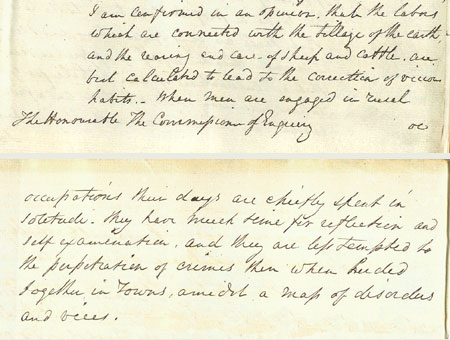 I am confirmed in an opinion, that the labors
which are connected with the tillage of the earth
and the rearing and care of sheep and cattle, are
best calculated to lead to the correction of vicious
habits. - When men are engaged in rural
The Honourable The Commissioner of Enquiry oc
occupations their days are chiefly spent in
solitude. they have much time for reflection and
self examination, and they are less tempted to
the perpetration of crimes then when herded
together in Towns, amidst a mass of disorders
and vices.